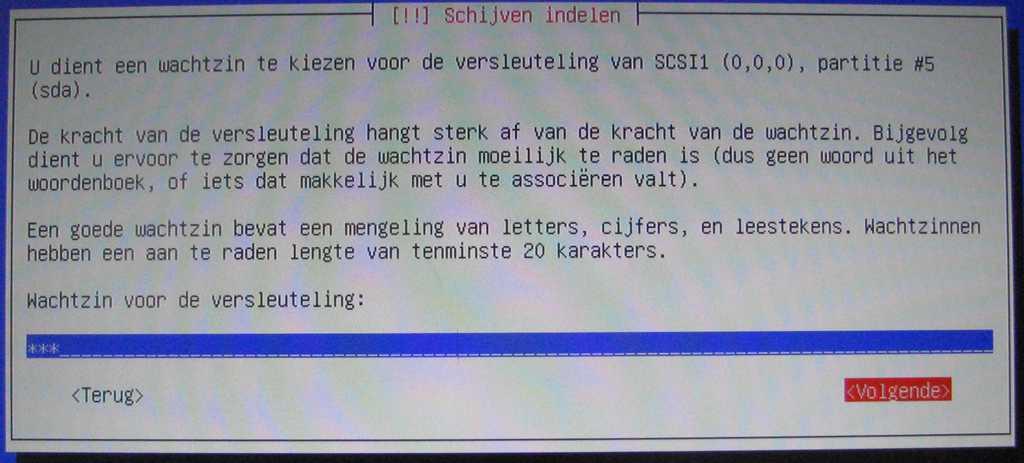 [!!] Schijven indelen
U dient een wachtzin te kiezen voor de versleuteling van SCSI1 (0,0,0), partitie #5
(sda).
De kracht van de versleuteling hangt sterk af van de kracht van de wachtzin. Bijgevolg
dient u ervoor te zorgen dat de wachtzin moeilijk te raden is (dus geen woord uit het
woordenboek, of iets dat makkelijk met u te associëren valt).
Een goede wachtzin bevat een mengeling van letters, cijfers, en leestekens. Wachtzinnen
hebben een aan te raden lengte van tenminste 20 karakters.
Wachtzin voor de versleuteling:
***
<Terug> <Volgende>